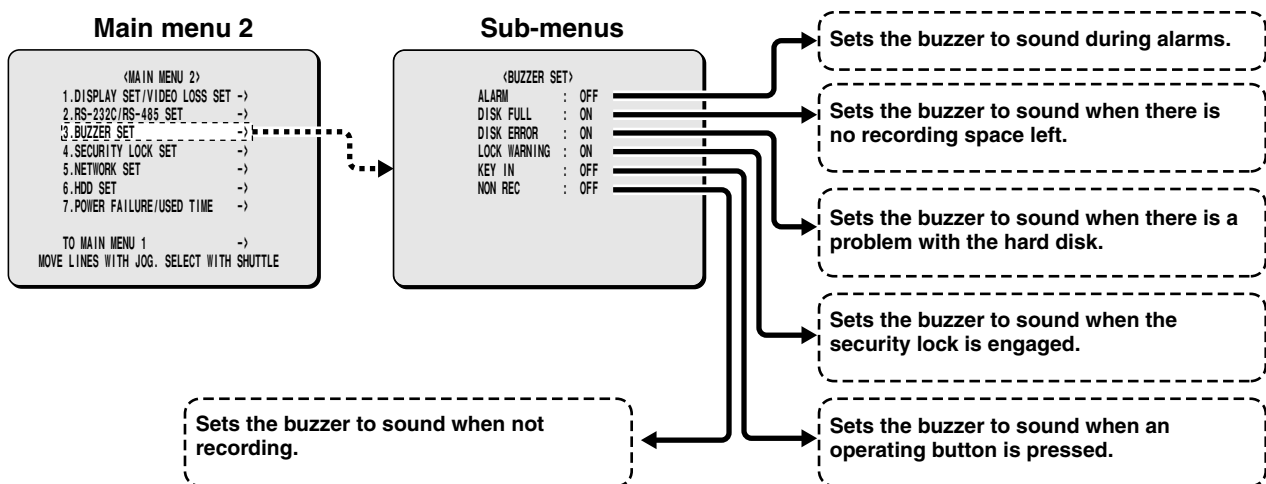 Main menu 2
<MAIN MENU 2>
1.DISPLAY SET/VIDEO LOSS SET ->
2.RS-232C/RS-485 SET ->
3.BUZZER SET ->
4.SECURITY LOCK SET ->
5.NETWORK SET ->
6.HDD SET ->
7.POWER FAILURE/USED TIME ->
TO MAIN MENU 1 ->
MOVE LINES WITH JOG. SELECT WITH SHUTTLE
Sub-menus
<BUZZER SET>
ALARM : OFF
DISK FULL : ON
DISK ERROR : ON
LOCK WARNING : ON
KEY IN : OFF
NON REC : OFF
Sets the buzzer to sound during alarms.
Sets the buzzer to sound when there is
no recording space left.
Sets the buzzer to sound when there is a
problem with the hard disk.
Sets the buzzer to sound when the
security lock is engaged.
Sets the buzzer to sound when an
operating button is pressed.
Sets the buzzer to sound when not
recording.